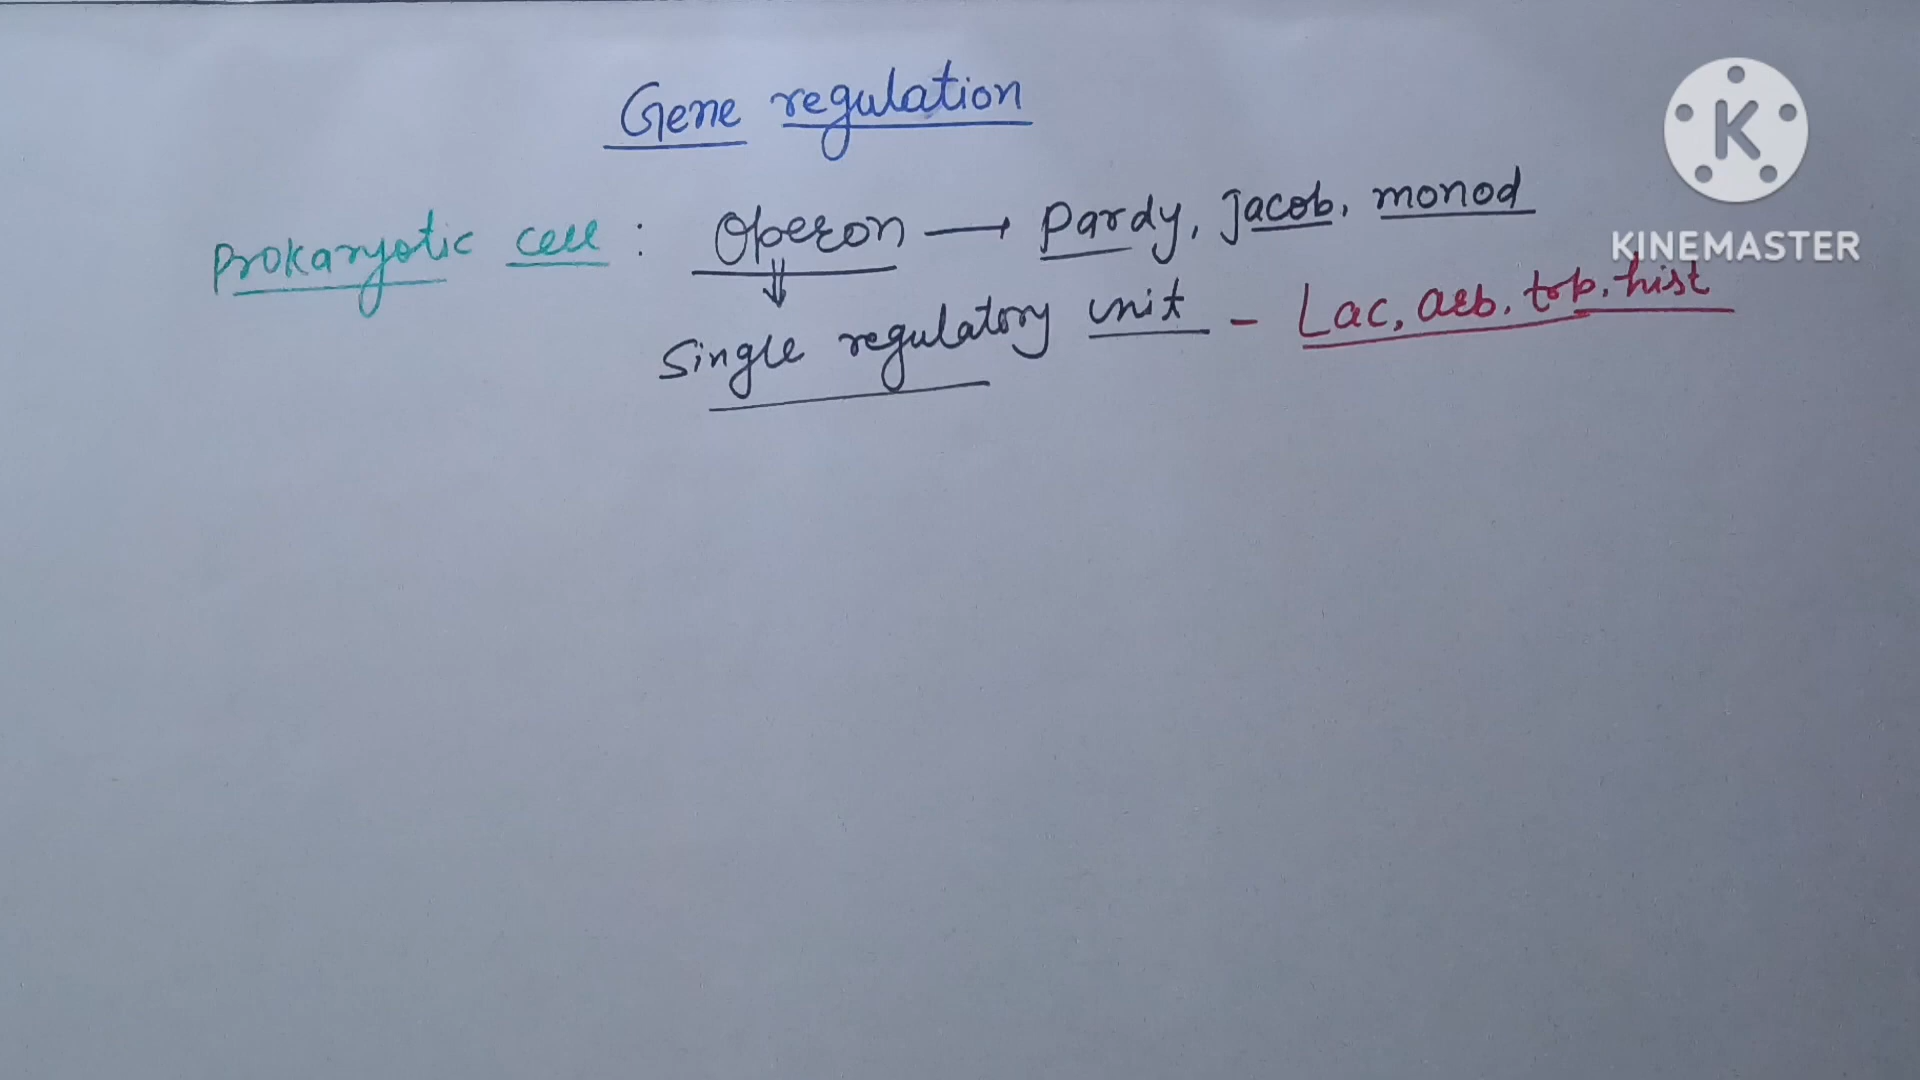 Gene regulation
Prokaryotic cell : Operon → Pardy, Jacob, monod
Single regulatory unit - Lac, arb, trp, hist
K
KINEMASTER